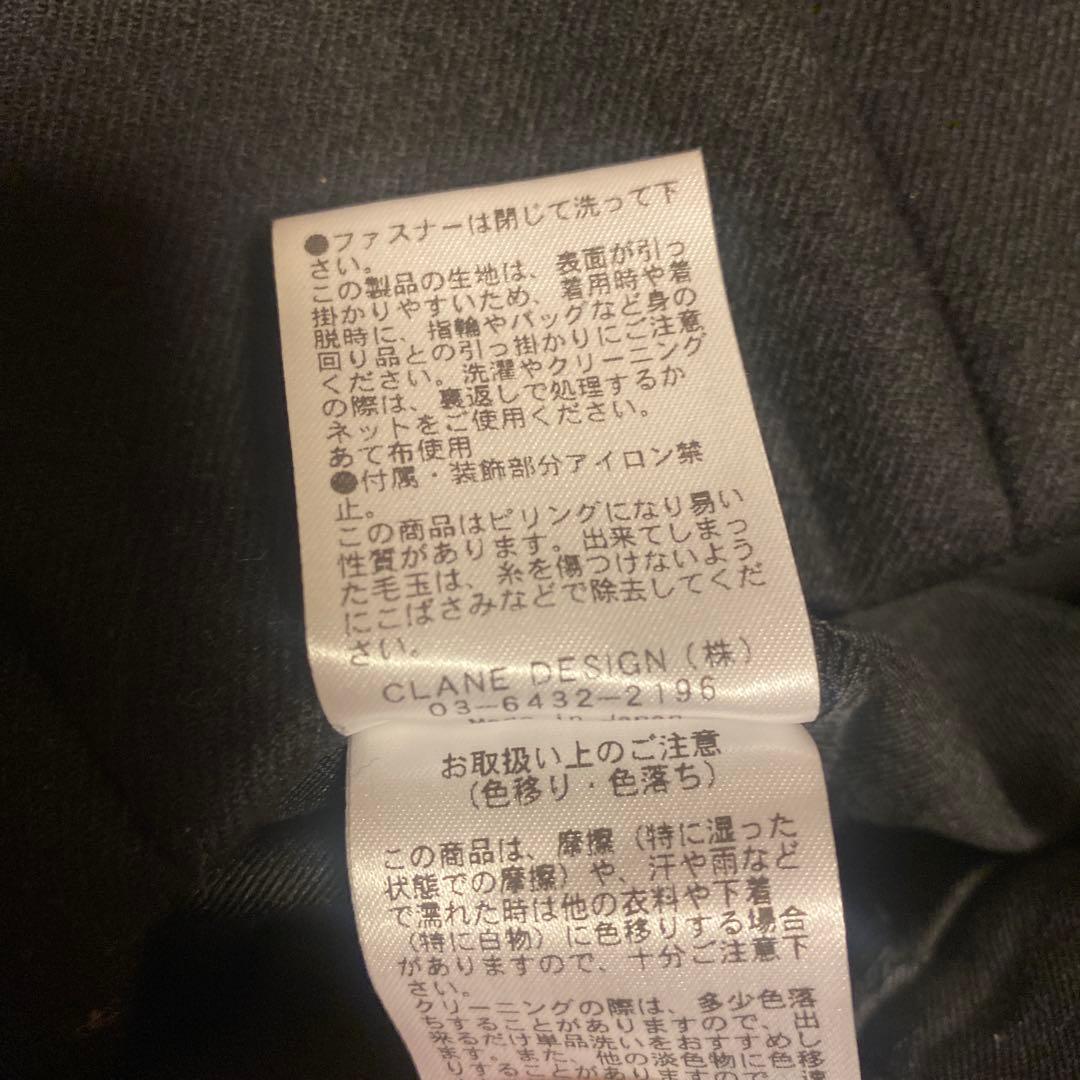 ●ファスナーは閉じて洗って下
さい。
この製品の生地は、表面が引っ
掛かりやすいため、着用時や着
脱時に、指輪やバッグなど身の
回り品との引っ掛かりにご注意
ください。洗濯やクリーニング
の際は、裏返しで処理するか
ネットをご使用ください。
あて布使用
●付属・装飾部分アイロン禁
止。
この商品はピリングになり易い
性質があります。出来てしまっ
た毛玉は、糸を傷つけないよう
にこばさみなどで除去してくだ
さい。
CLANE DESIGN(株)
03-6432-2196
Made in Japan
お取扱い上のご注意
(色移り・色落ち)
この商品は、摩擦(特に湿った
状態での摩擦)や、汗や雨など
で濡れた時は他の衣料や下着
(特に白物)に色移りする場合
がありますので、十分ご注意下
さい。
クリーニングの際は、多少色落
ちすることがありますので、出
来るだけ単品洗いをおすすめし
ます。また、他の淡色物に色移
りすることがありますので、速